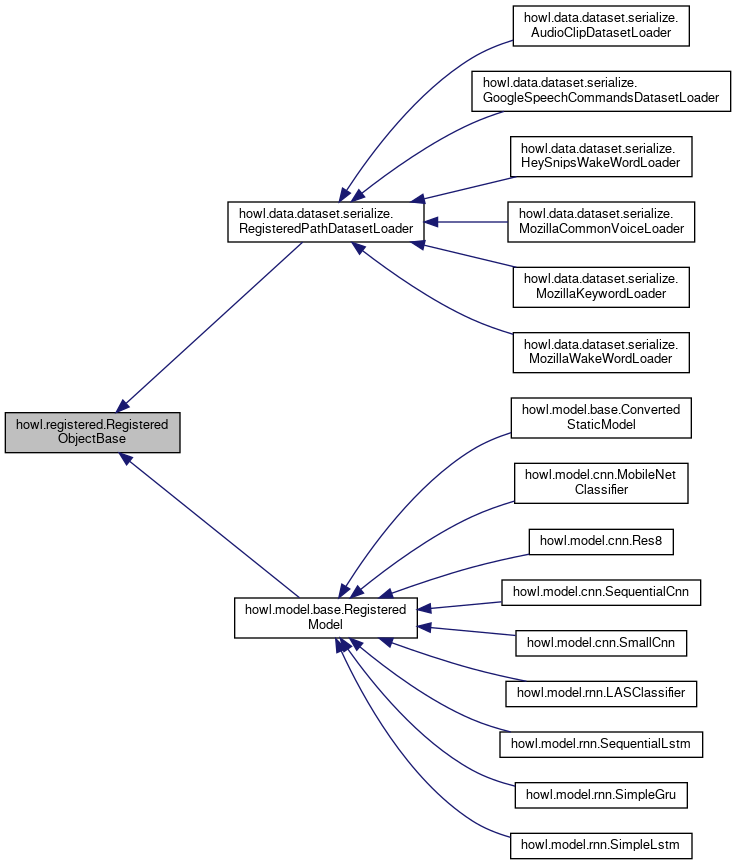 howl.data.dataset.serialize.
AudioClipDatasetLoader
howl.data.dataset.serialize.
GoogleSpeechCommandsDatasetLoader
howl.data.dataset.serialize.
HeySnipsWakeWordLoader
howl.data.dataset.serialize.
RegisteredPathDatasetLoader
howl.data.dataset.serialize.
MozillaCommonVoiceLoader
howl.data.dataset.serialize.
MozillaKeywordLoader
howl.data.dataset.serialize.
MozillaWakeWordLoader
howl.registered.Registered
ObjectBase
howl.model.base.Converted
StaticModel
howl.model.cnn.MobileNet
Classifier
howl.model.cnn.Res8
howl.model.cnn.SequentialCnn
howl.model.base.Registered
Model
howl.model.cnn.SmallCnn
howl.model.rnn.LASClassifier
howl.model.rnn.SequentialLstm
howl.model.rnn.SimpleGru
howl.model.rnn.SimpleLstm